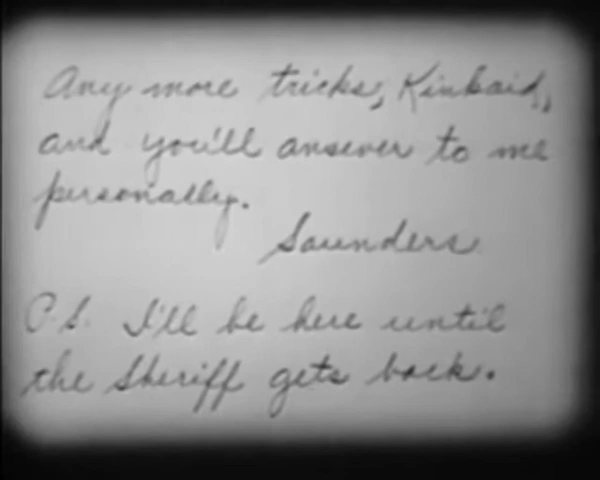 Any more tricks, Kinkaid,
and you'll answer to me
personally.
Saunders
P.S. I'll be here until
the Sheriff gets back.